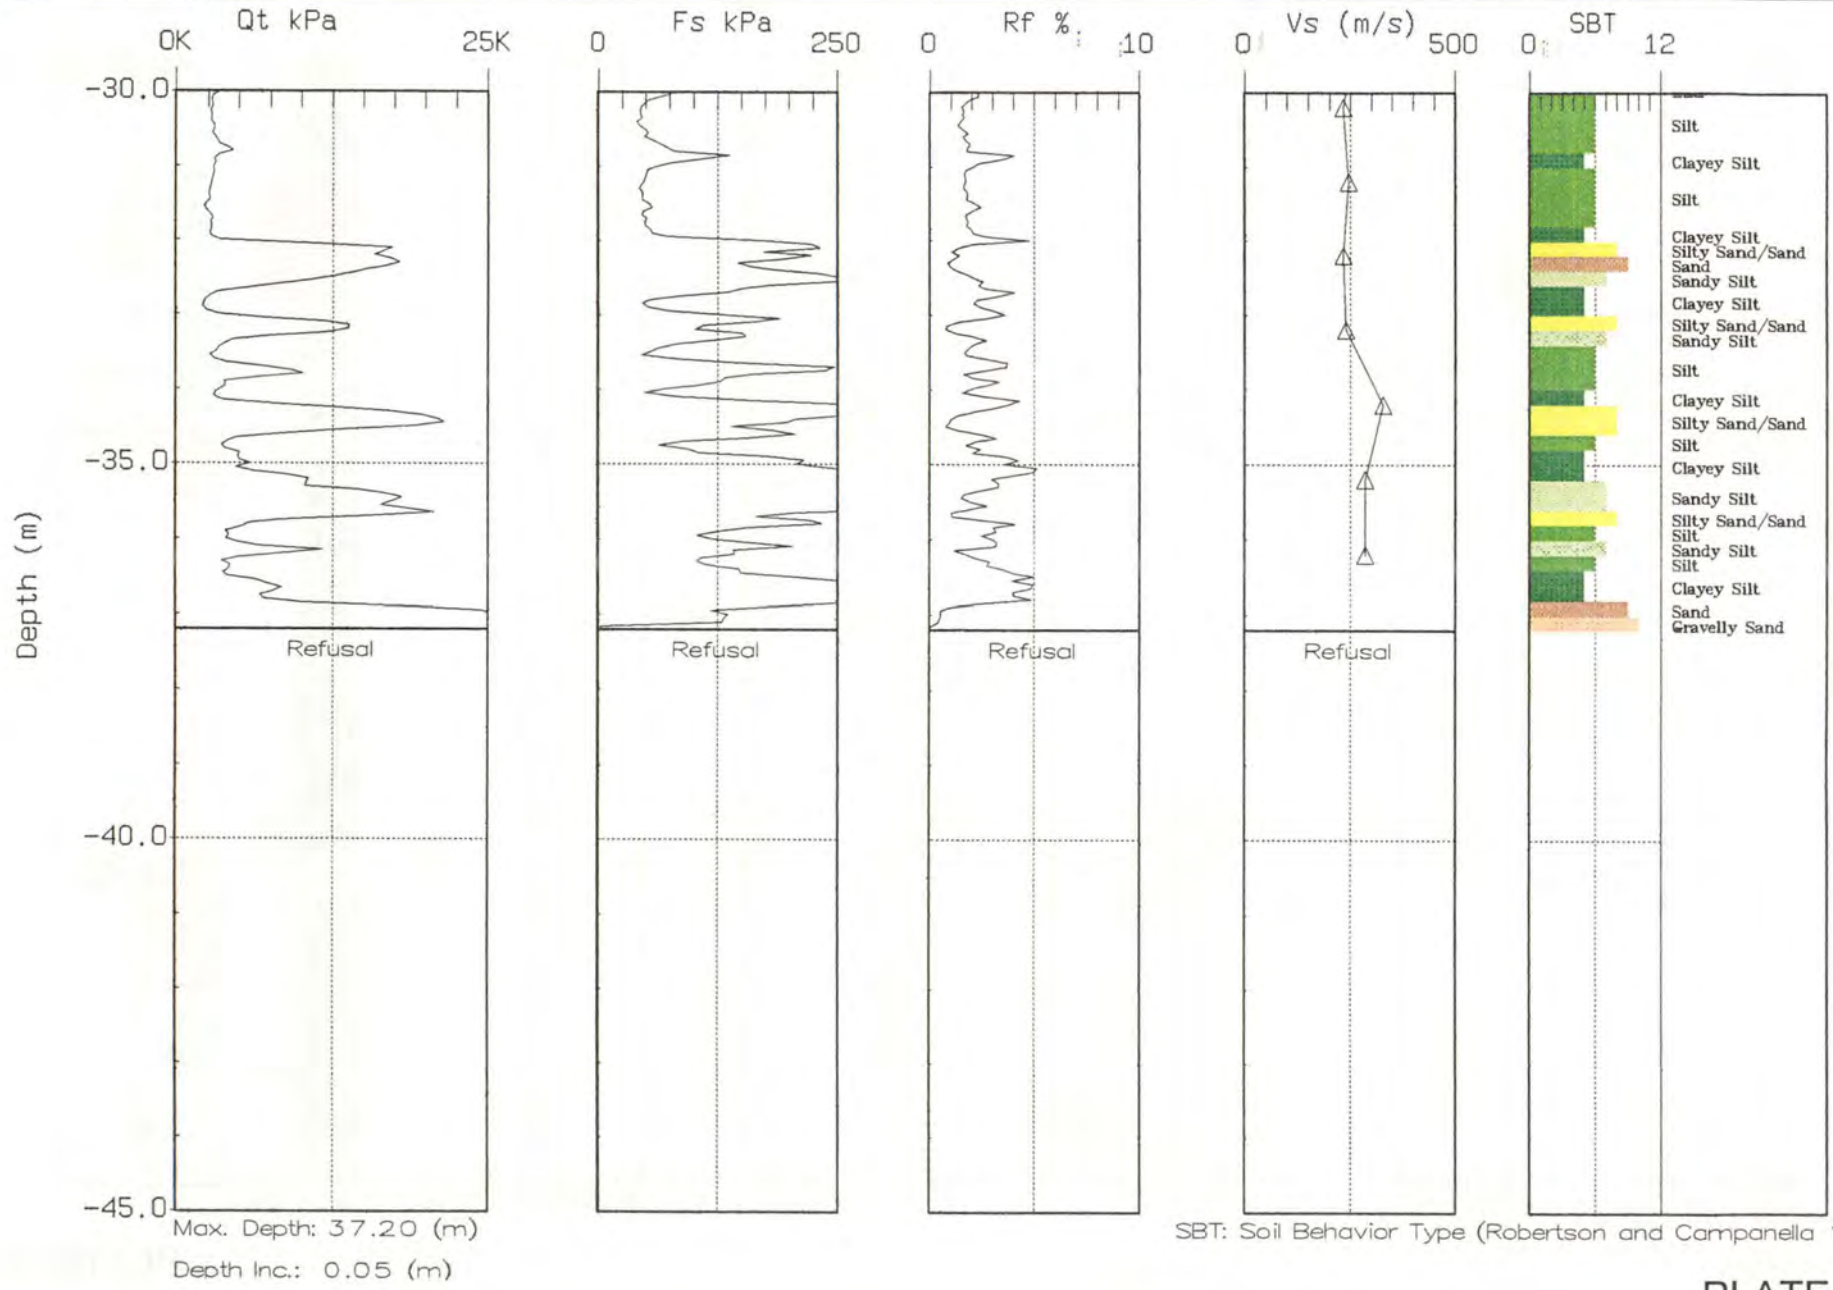 Qt kPa
0K 25K
Fs kPa
0 250
Rf %
0 10
Vs (m/s)
0 500
SBT
0 12
Depth (m)
-30.0
-35.0
-40.0
-45.0
Silt
Clayey Silt
Silt
Clayey Silt
Silty Sand/Sand
Sand
Sandy Silt
Clayey Silt
Silty Sand/Sand
Sandy Silt
Silt
Clayey Silt
Silty Sand/Sand
Silt
Clayey Silt
Sandy Silt
Silty Sand/Sand
Silt
Sandy Silt
Silt
Clayey Silt
Sand
Gravelly Sand
Refusal
Refusal
Refusal
Refusal
Max. Depth: 37.20 (m)
Depth Inc.: 0.05 (m)
SBT: Soil Behavior Type (Robertson and Campanella
PLATE